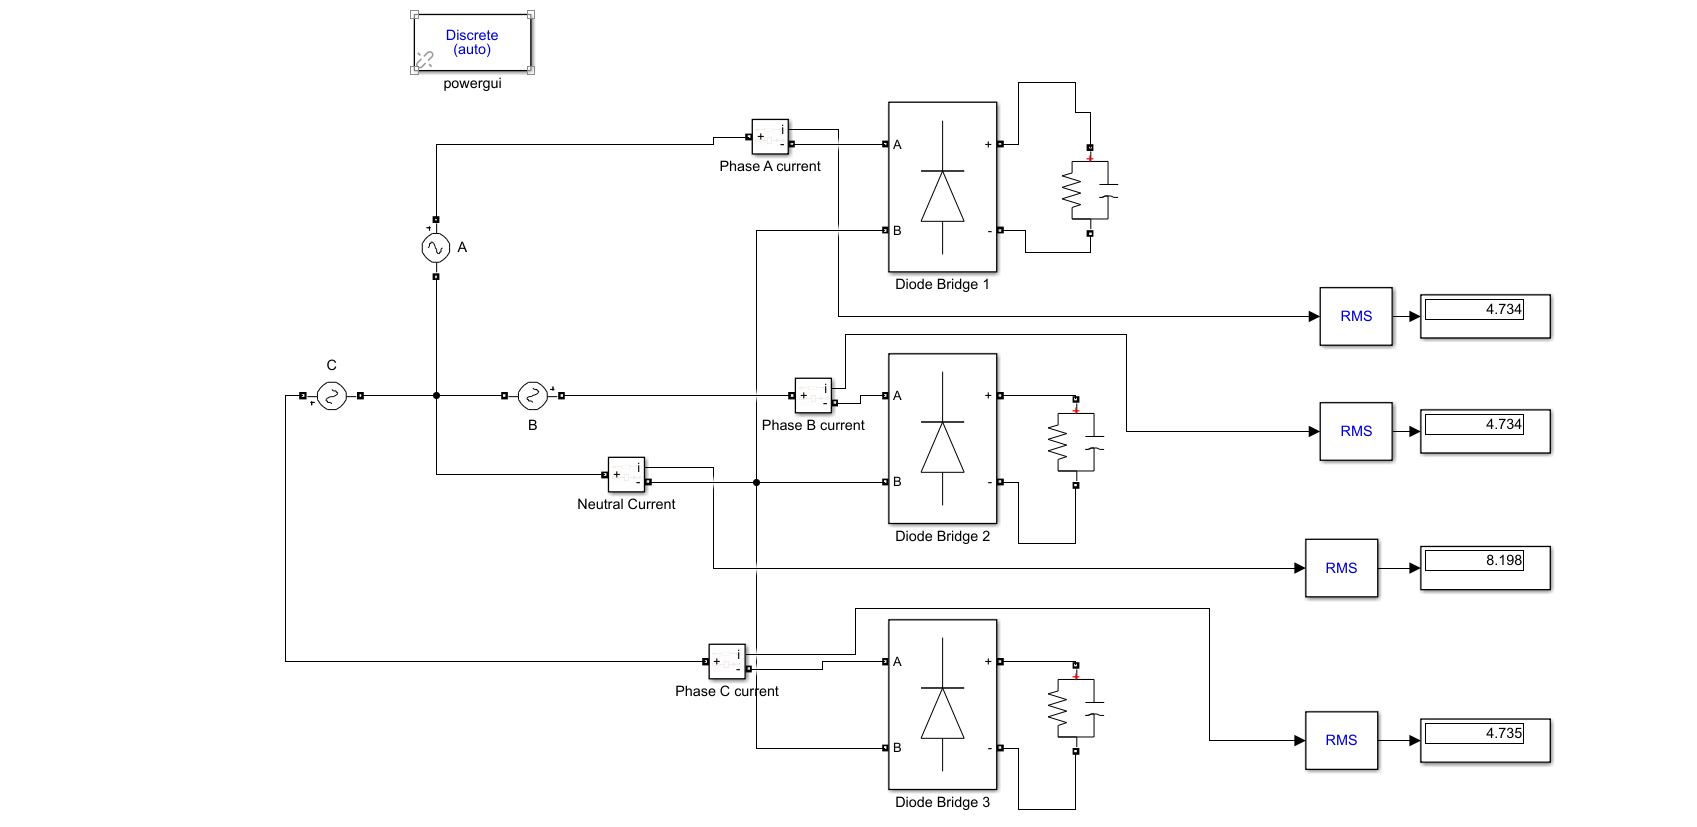 Discrete
(auto)
powergui
i
+
-
Phase A current
A
+
B
-
Diode Bridge 1
+
A
+
RMS
4.734
C
+
B
+
i
+
-
Phase B current
A
+
B
-
Diode Bridge 2
+
RMS
4.734
i
+
-
Neutral Current
RMS
8.198
i
+
-
Phase C current
A
+
B
-
Diode Bridge 3
+
RMS
4.735